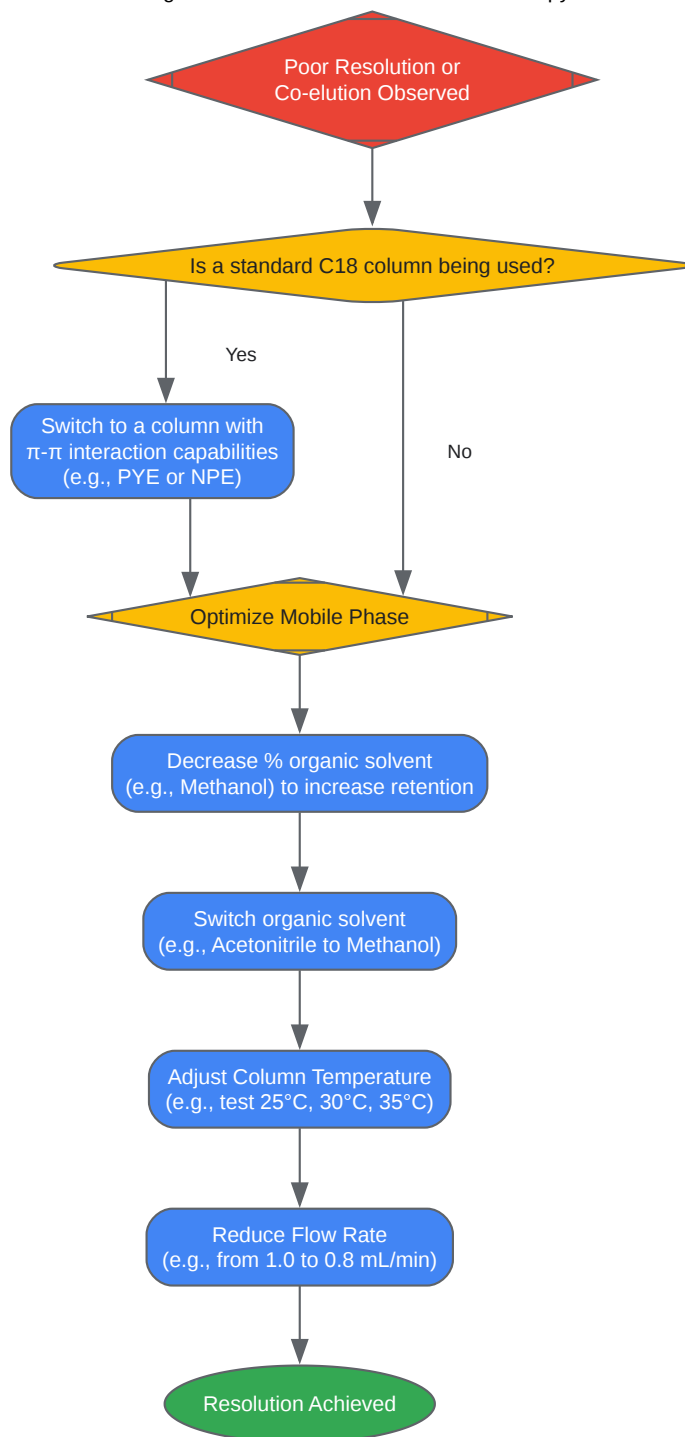 Poor Resolution or
Co-elution Observed
Is a standard C18 column being used?
Yes
Switch to a column with
π-π interaction capabilities
(e.g., PYE or NPE)
No
Optimize Mobile Phase
Decrease % organic solvent
(e.g., Methanol) to increase retention
Switch organic solvent
(e.g., Acetonitrile to Methanol)
Adjust Column Temperature
(e.g., test 25°C, 30°C, 35°C)
Reduce Flow Rate
(e.g., from 1.0 to 0.8 mL/min)
Resolution Achieved